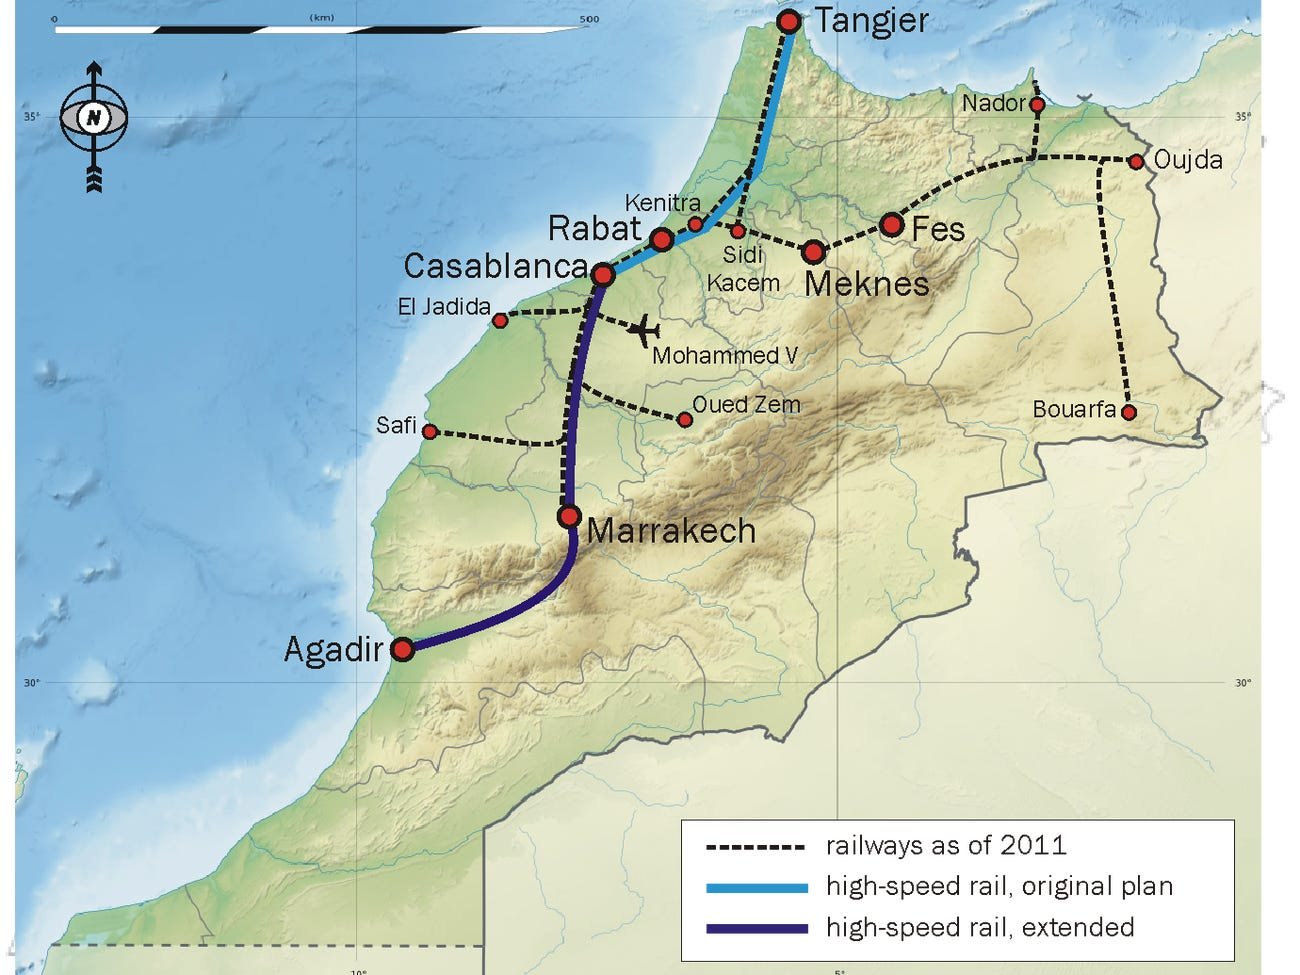 0 (km) 500
Tangier
N
35° 35°
Nador
Oujda
Kenitra
Rabat
Fes
Sidi
Kacem
Casablanca
Meknes
El Jadida
Mohammed V
Oued Zem
Bouarfa
Safi
Marrakech
Agadir
30° 30°
railways as of 2011
high-speed rail, original plan
high-speed rail, extended
10° 5°